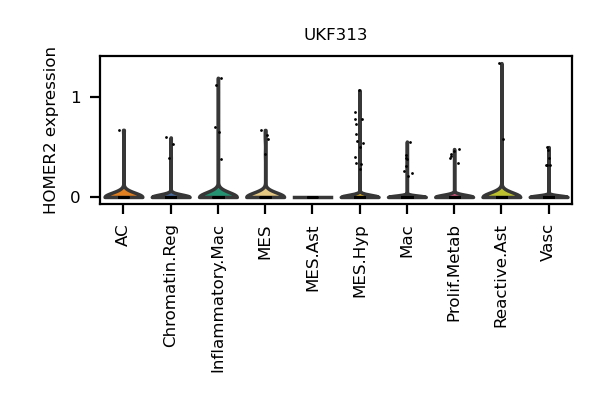 UKF313
HOMER2 expression
1
0
AC
Chromatin.Reg
Inflammatory.Mac
MES
MES.Ast
MES.Hyp
Mac
Prolif.Metab
Reactive.Ast
Vasc